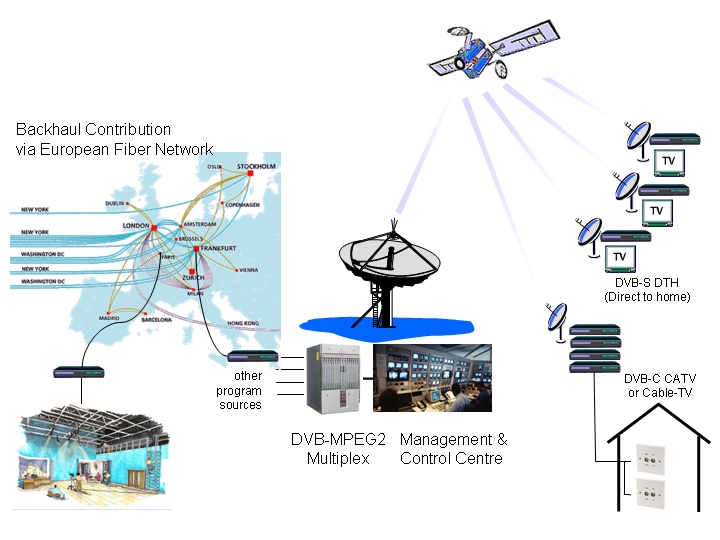 Backhaul Contribution
via European Fiber Network
OSLO
STOCKHOLM
DUBLIN
COPENHAGEN
NEW YORK
LONDON
AMSTERDAM
NEW YORK
BRUSSELS
FRANKFURT
WASHINGTON DC
PARIS
NEW YORK
ZURICH
VIENNA
WASHINGTON DC
MILAN
MADRID
BARCELONA
HONG KONG
other
program
sources
DVB-MPEG2
Multiplex
Management &
Control Centre
TV
TV
TV
DVB-S DTH
(Direct to home)
DVB-C CATV
or Cable-TV